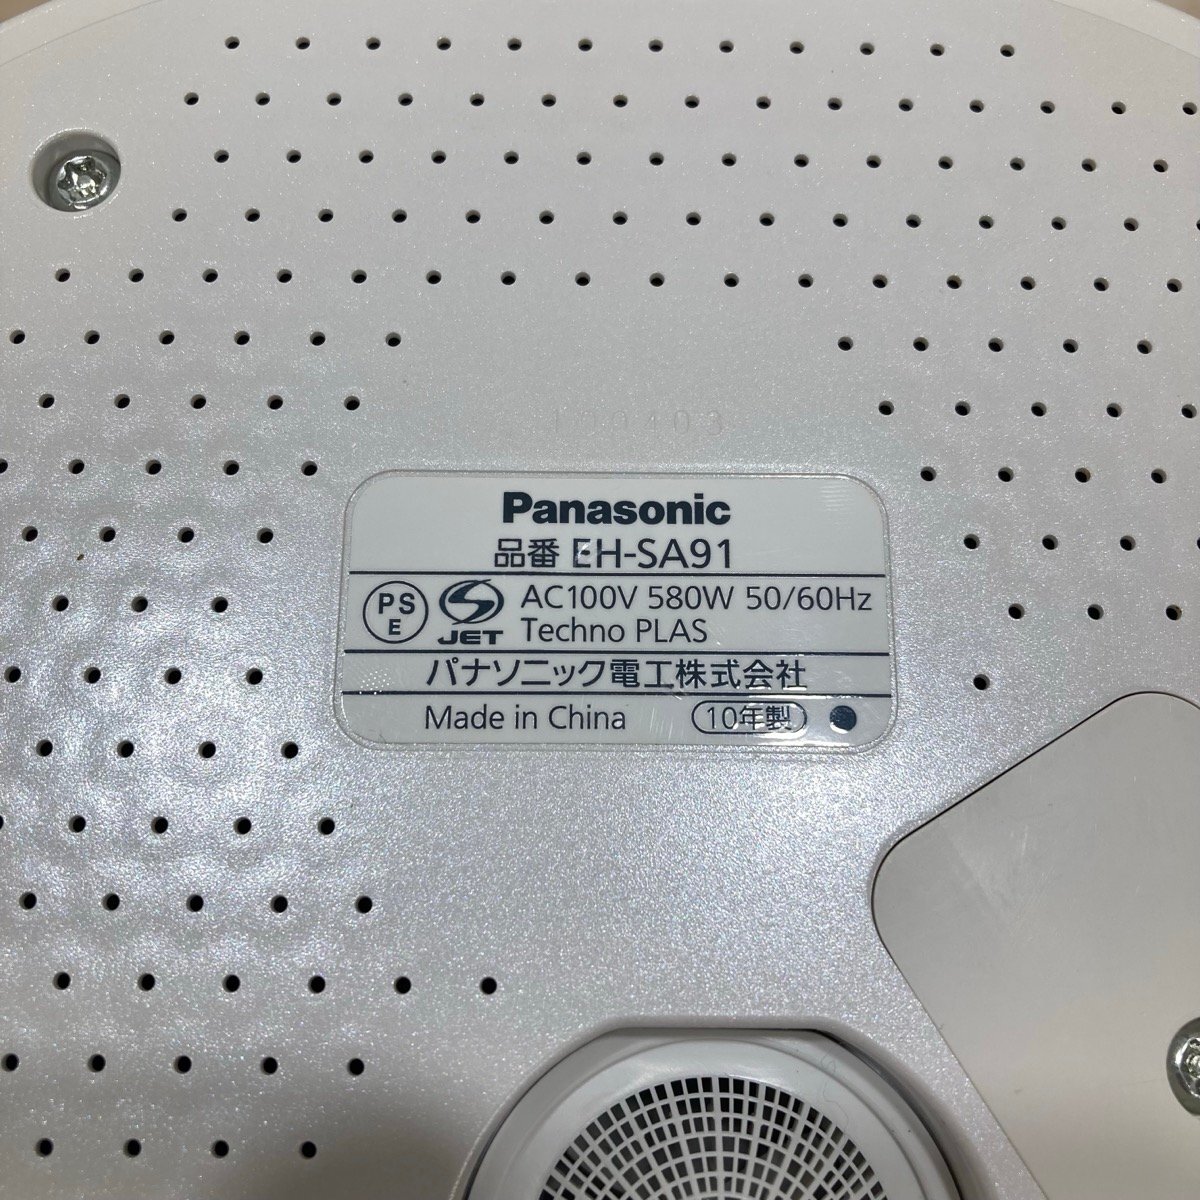 100403
Panasonic
品番 EH-SA91
PS
E
JET
AC100V 580W 50/60Hz
Techno PLAS
パナソニック電工株式会社
Made in China 10年製